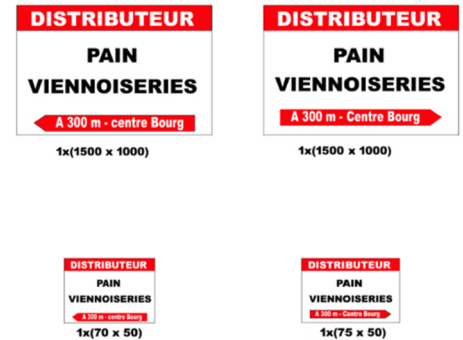 DISTRIBUTEUR
PAIN
VIENNOISERIES
A 300 m - centre Bourg
1x(1500 x 1000)
DISTRIBUTEUR
PAIN
VIENNOISERIES
A 300 m - Centre Bourg
1x(1500 x 1000)
DISTRIBUTEUR
PAIN
VIENNOISERIES
A 300 m - centre Bourg
1x(70 x 50)
DISTRIBUTEUR
PAIN
VIENNOISERIES
A 300 m - Centre Bourg
1x(75 x 50)